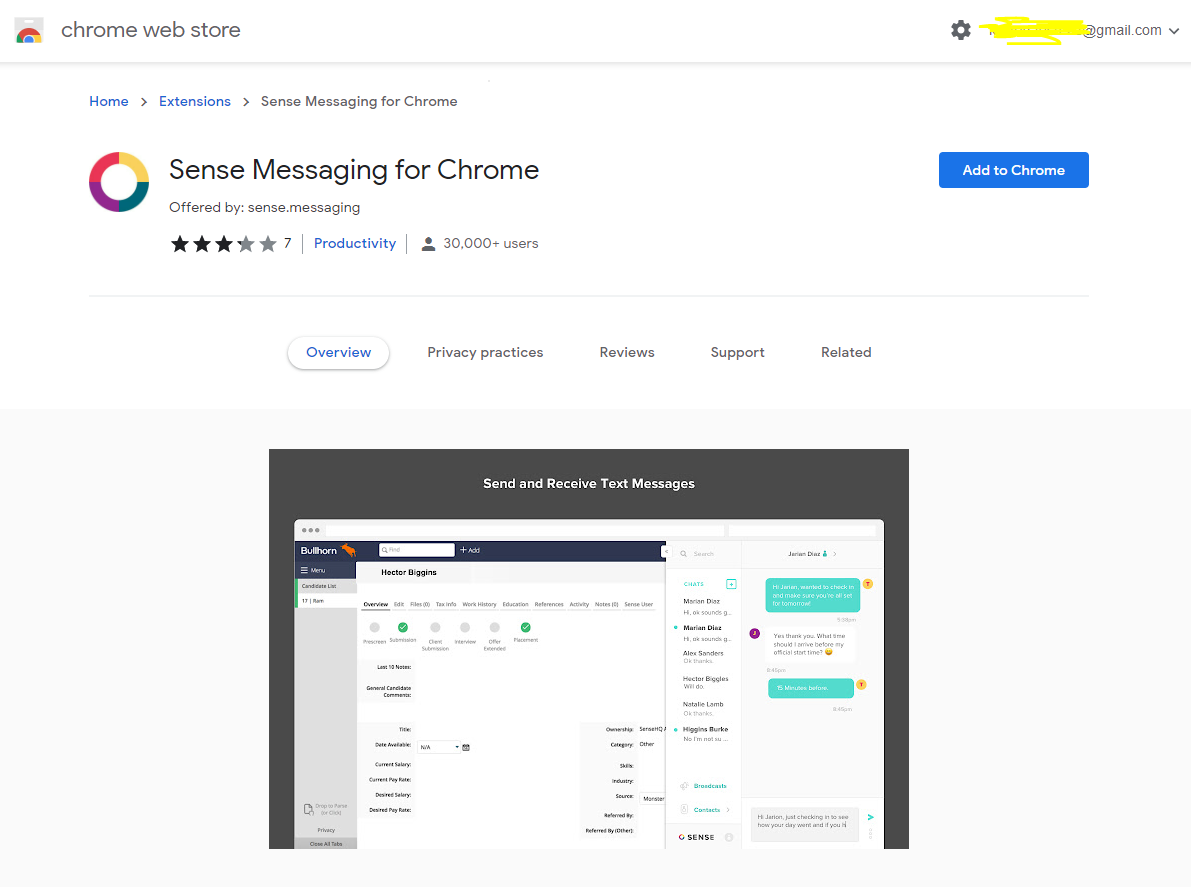 chrome web store
@gmail.com
Home > Extensions > Sense Messaging for Chrome
Sense Messaging for Chrome
Add to Chrome
Offered by: sense.messaging
7 Productivity 30,000+ users
Overview Privacy practices Reviews Support Related
Send and Receive Text Messages
Bullhorn Find + Add
< Search Jarian Diaz >
Menu
Hector Biggins
Candidate List
17 | Ram
Overview Edit Files (0) Tax Info Work History Education References Activity Notes (0) Sense User
Prescreen Submission Client Submission Interview Offer Extended Placement
Last 10 Notes:
General Candidate
Comments:
Title:
Date Available: N/A
Current Salary:
Current Pay Rate:
Desired Salary:
Desired Pay Rate:
Ownership: SenseHQ A
Category: Other
Skills:
Industry:
Source: Monster
Referred By:
Referred By (Other):
Drop to Parse
(or Click)
Privacy
Close All Tabs
CHATS +
Marian Diaz
Hi, ok sounds g...
Marian Diaz
Hi, ok sounds g...
Alex Sanders
Ok thanks.
Hector Biggles
Will do.
Natalie Lamb
Ok thanks.
Higgins Burke
No I'm not su ...
Broadcasts
Contacts >
SENSE
Hi Jarian, wanted to check in
and make sure you're all set
for tomorrow!
T
J
Yes thank you. What time
should I arrive before my
official start time? 😀
8:45pm
15 Minutes before.
T
8:46pm
Hi Jarion, just checking in to see
how your day went and if you h